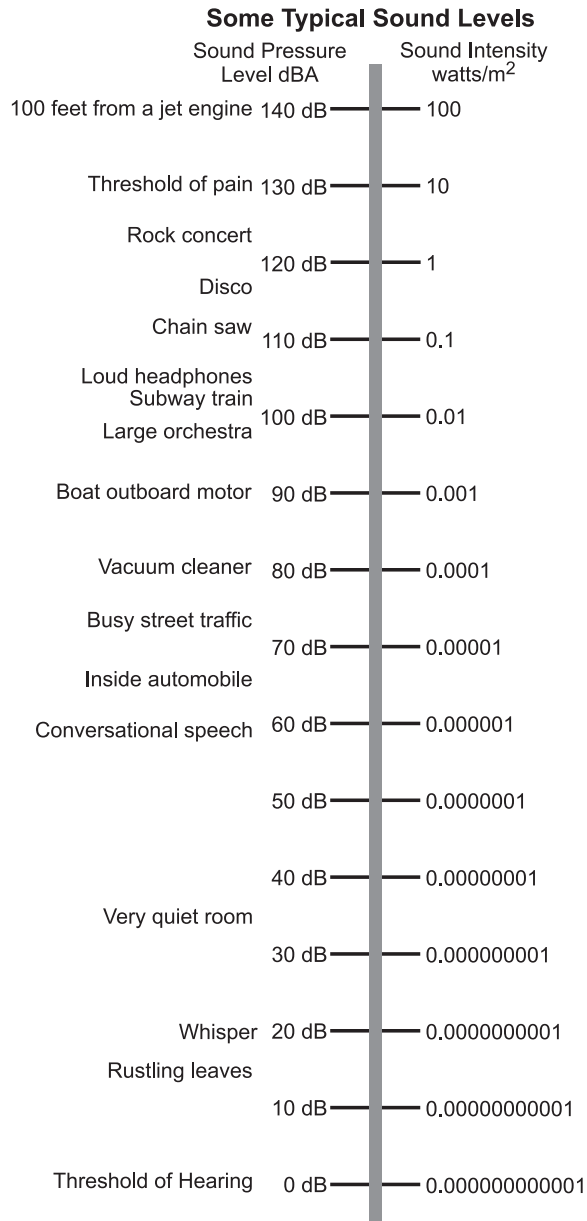 Some Typical Sound Levels
Sound Pressure Level dBA
Sound Intensity watts/m²
100 feet from a jet engine 140 dB 100
Threshold of pain 130 dB 10
Rock concert
120 dB 1
Disco
Chain saw
110 dB 0.1
Loud headphones
Subway train
100 dB 0.01
Large orchestra
Boat outboard motor 90 dB 0.001
Vacuum cleaner 80 dB 0.0001
Busy street traffic
70 dB 0.00001
Inside automobile
60 dB 0.000001
Conversational speech
50 dB 0.0000001
40 dB 0.00000001
Very quiet room
30 dB 0.000000001
Whisper 20 dB 0.0000000001
Rustling leaves
10 dB 0.00000000001
Threshold of Hearing 0 dB 0.000000000001